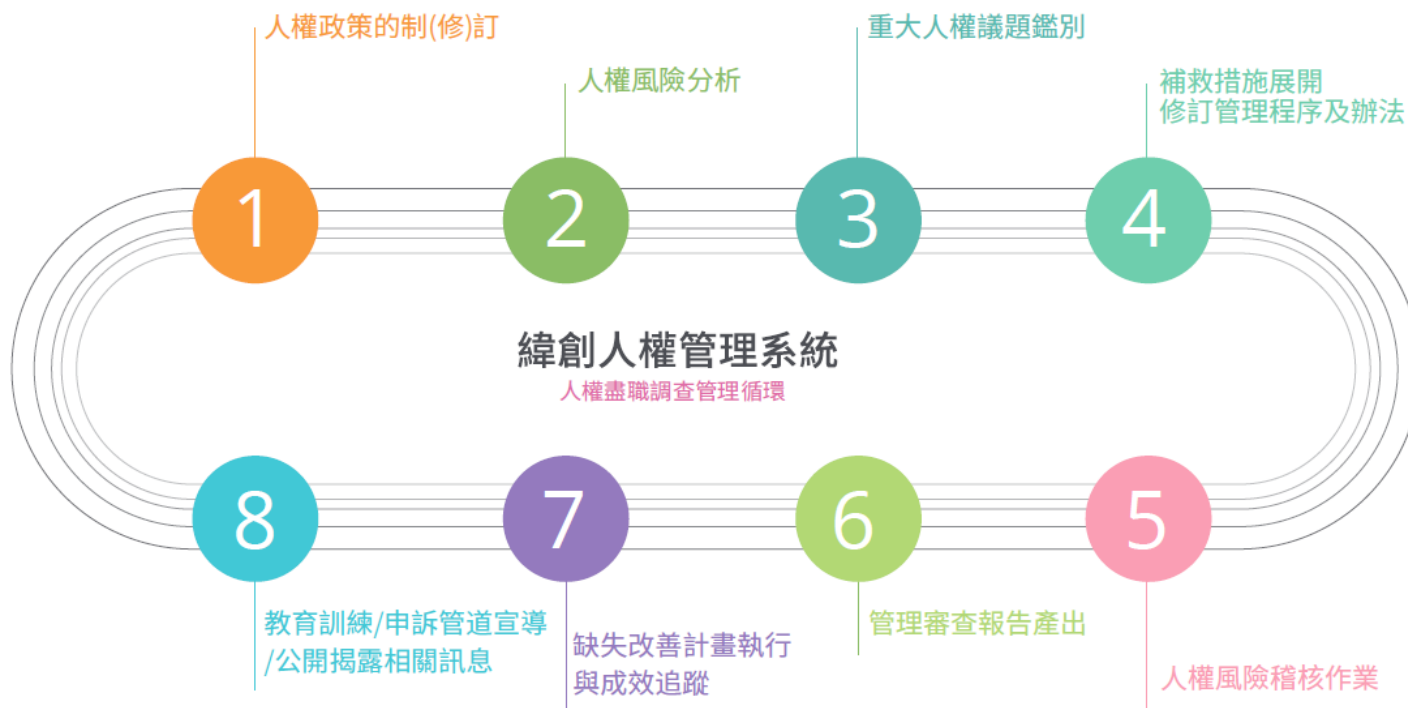 人權政策的制(修)訂
人權風險分析
重大人權議題鑑別
補救措施展開
修訂管理程序及辦法
1
2
3
4
緯創人權管理系統
人權盡職調查管理循環
8
7
6
5
教育訓練/申訴管道宣導
/公開揭露相關訊息
缺失改善計畫執行
與成效追蹤
管理審查報告產出
人權風險稽核作業